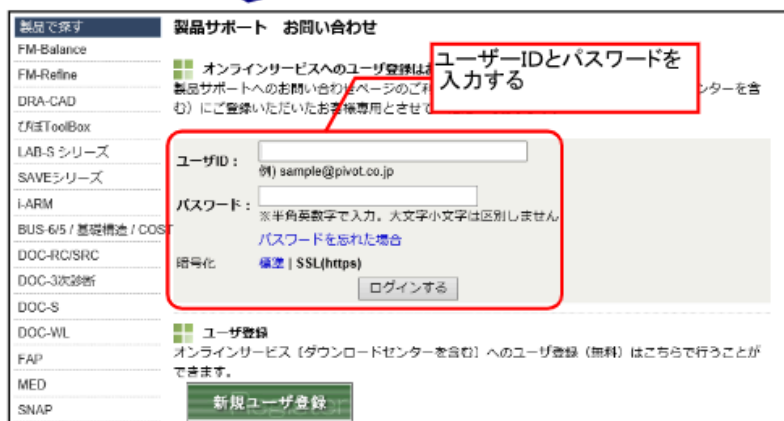 製品で探す
FM-Balance
FM-Refine
DRA-CAD
びぼToolBox
LAB-S シリーズ
SAVEシリーズ
i-ARM
BUS-6/5 / 基礎構造 / COST
DOC-RC/SRC
DOC-3次診断
DOC-S
DOC-WL
FAP
MED
SNAP
製品サポート お問い合わせ
オンラインサービスへのユーザ登録はお
製品サポートへのお問い合わせページのご利
ンターを含
む）にご登録いただいたお客様専用とさせて
ユーザーIDとパスワードを
入力する
ユーザID：
例) sample@pivot.co.jp
パスワード：
※半角英数字で入力。大文字小文字は区別しません
パスワードを忘れた場合
暗号化 標準 | SSL(https)
ログインする
ユーザ登録
オンラインサービス［ダウンロードセンターを含む］へのユーザ登録（無料）はこちらで行うことが
できます。
新規ユーザ登録